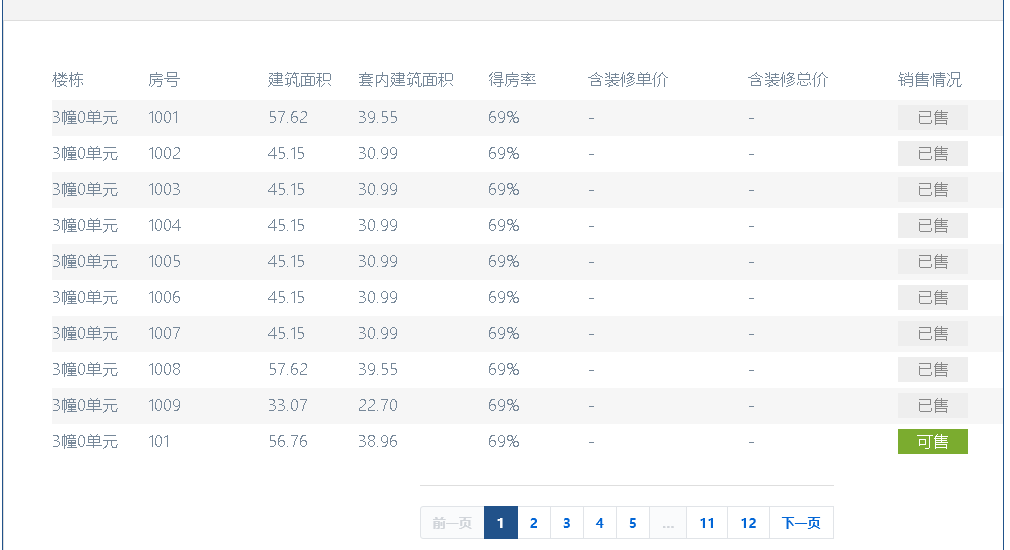 楼栋 房号 建筑面积 套内建筑面积 得房率 含装修单价 含装修总价 销售情况
3幢0单元 1001 57.62 39.55 69% - - 已售
3幢0单元 1002 45.15 30.99 69% - - 已售
3幢0单元 1003 45.15 30.99 69% - - 已售
3幢0单元 1004 45.15 30.99 69% - - 已售
3幢0单元 1005 45.15 30.99 69% - - 已售
3幢0单元 1006 45.15 30.99 69% - - 已售
3幢0单元 1007 45.15 30.99 69% - - 已售
3幢0单元 1008 57.62 39.55 69% - - 已售
3幢0单元 1009 33.07 22.70 69% - - 已售
3幢0单元 101 56.76 38.96 69% - - 可售
前一页 1 2 3 4 5 ... 11 12 下一页